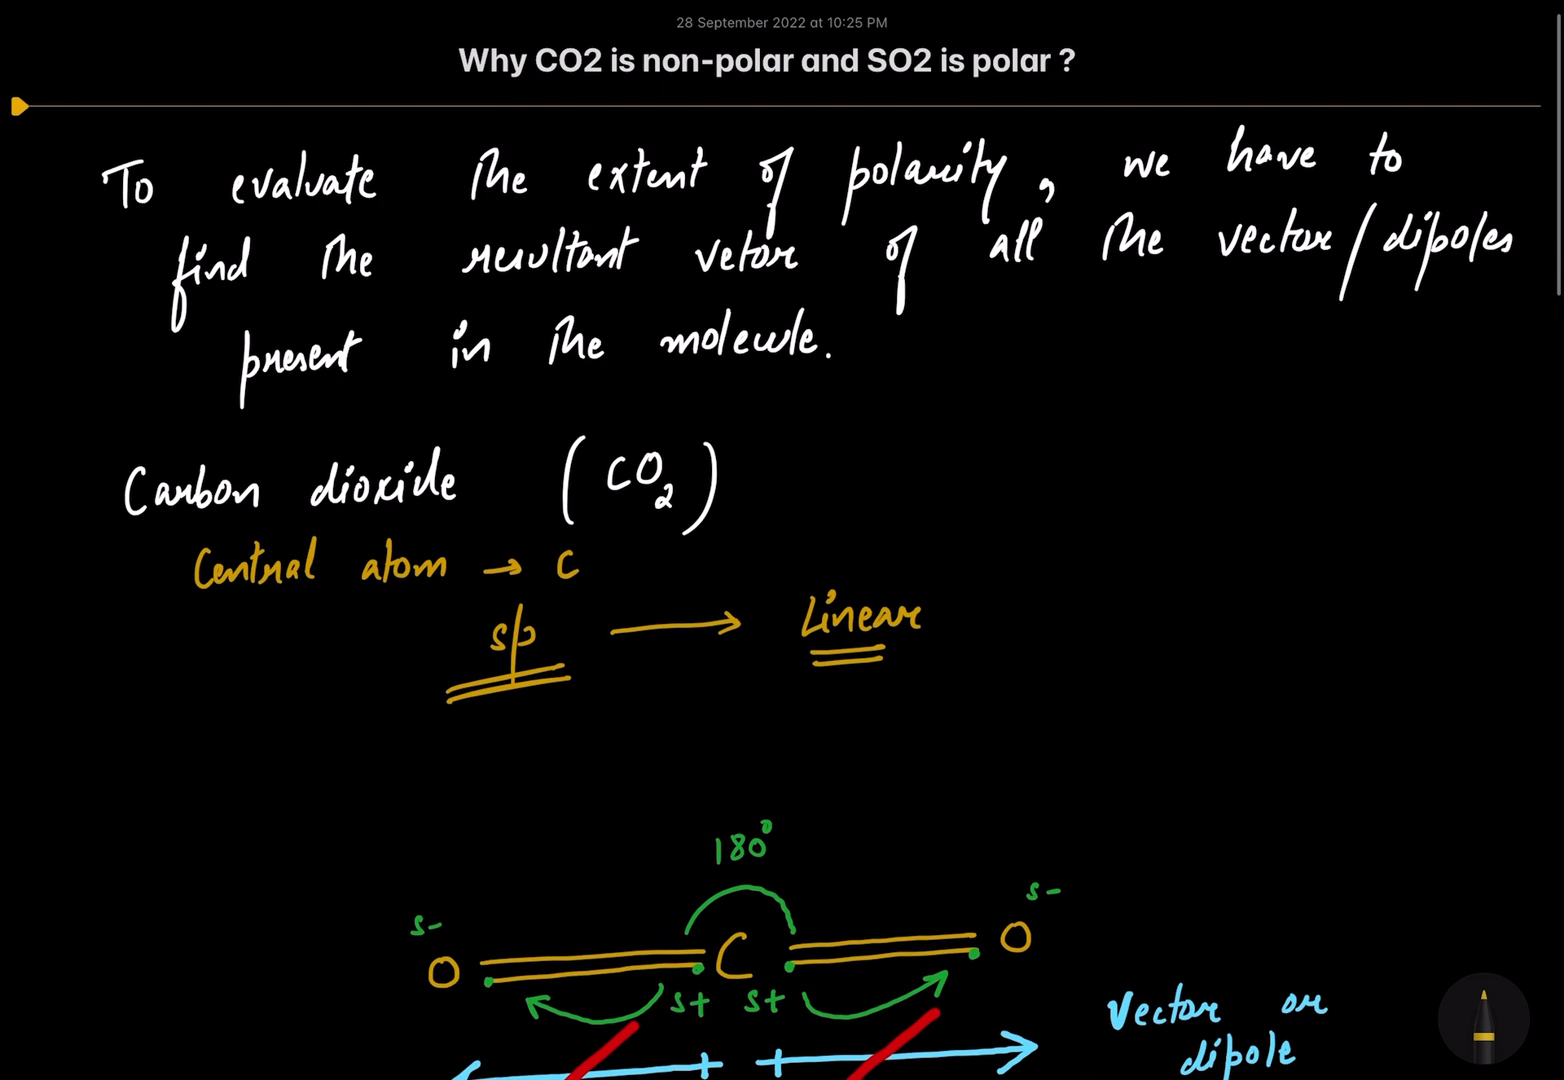 28 September 2022 at 10:25 PM
Why CO2 is non-polar and SO2 is polar ?
To evaluate the extent of polarity, we have to
find the resultant vetor of all the vector/dipoles
present in the molecule.
Carbon dioxide (CO₂)
Central atom → C
sp → Linear
180°
δ- δ-
O = C = O
δ+ δ+
Vector or
dipole